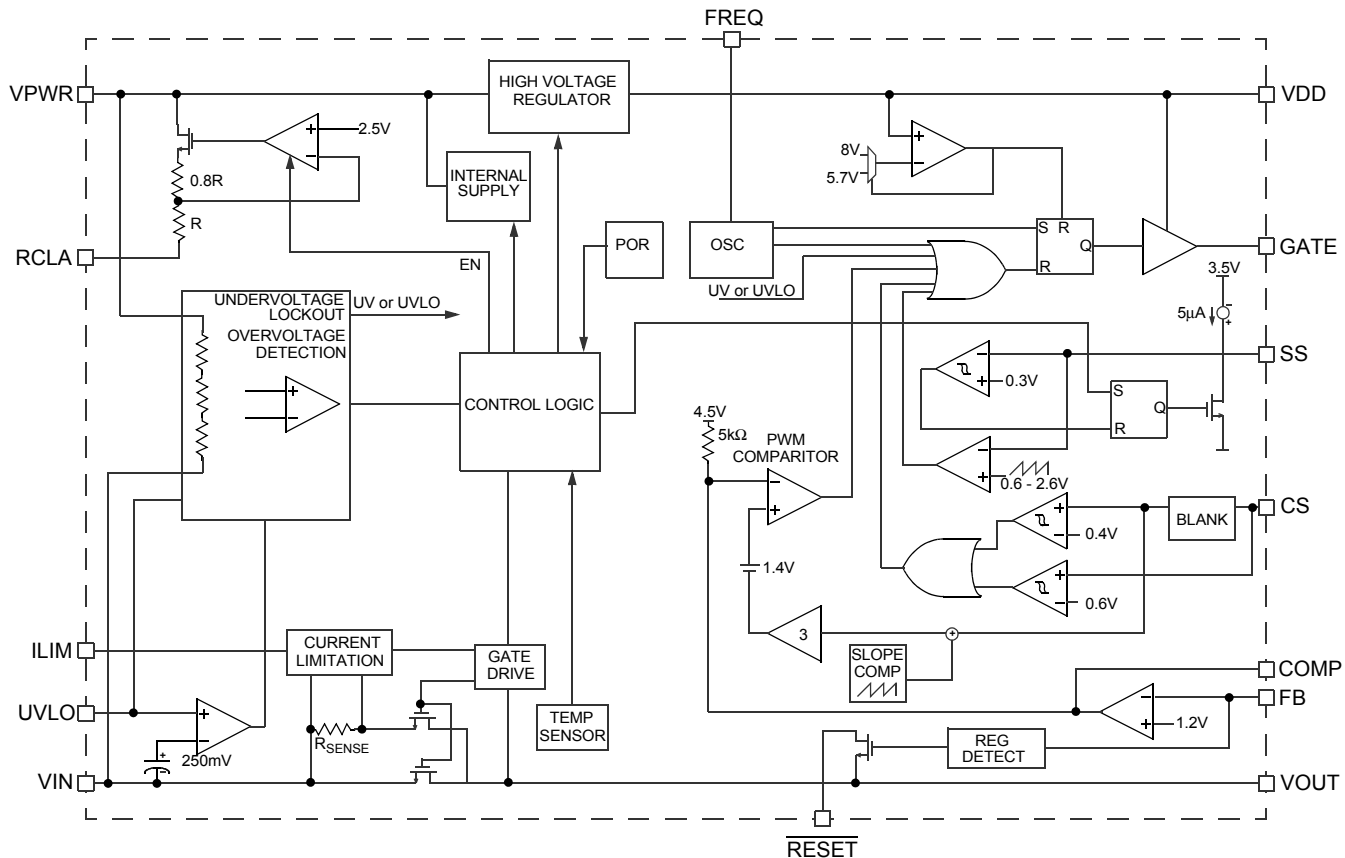 FREQ
VPWR
HIGH VOLTAGE
REGULATOR
VDD
+
−
2.5V
INTERNAL
SUPPLY
0.8R
R
8V
5.7V
+
−
RCLA
EN
POR
OSC
S R
Q
R
GATE
UV or UVLO
3.5V
5µA
−
+
UNDERVOLTAGE
LOCKOUT
UV or UVLO
OVERVOLTAGE
DETECTION
+
−
CONTROL LOGIC
−
+
0.3V
SS
S
Q
R
4.5V
5kΩ
PWM
COMPARITOR
−
+
−
+
0.6 - 2.6V
CS
BLANK
+
−
0.4V
1.4V
+
−
0.6V
3
+
SLOPE
COMP
ILIM
CURRENT
LIMITATION
GATE
DRIVE
COMP
FB
−
+
1.2V
UVLO
+
−
+
−
250mV
RSENSE
TEMP
SENSOR
REG
DETECT
VIN
VOUT
RESET